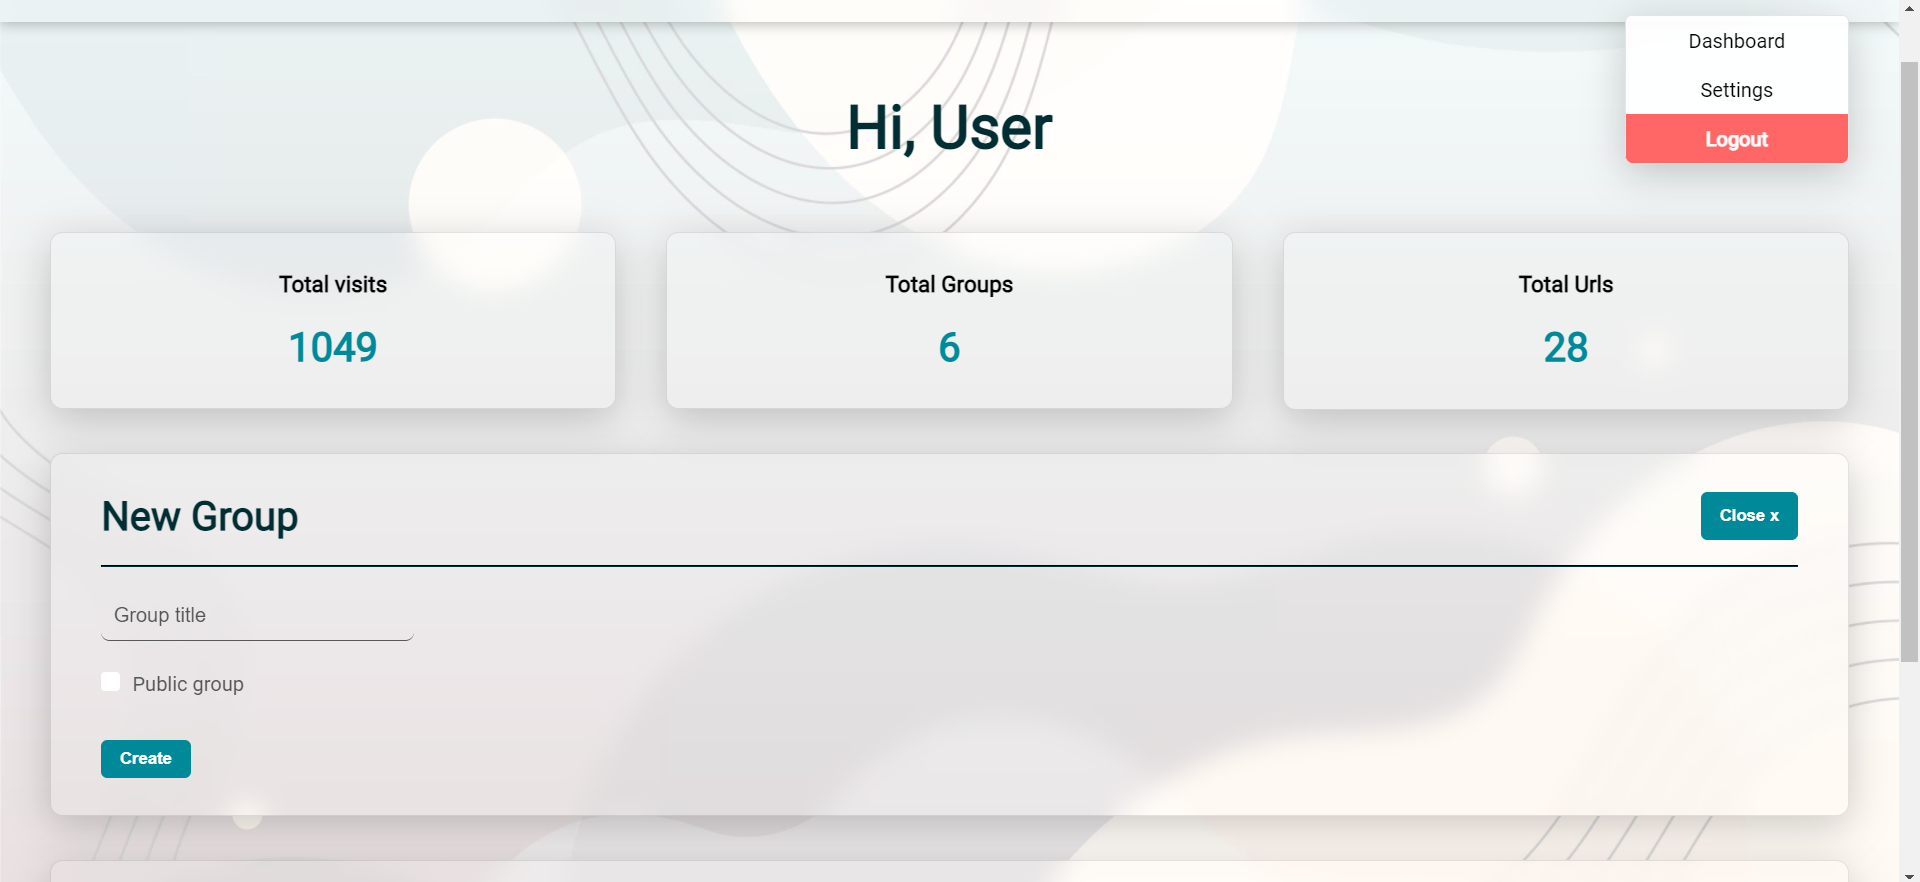 Dashboard
Settings
Logout
Hi, User
Total visits
1049
Total Groups
6
Total Urls
28
New Group
Close x
Group title
Public group
Create